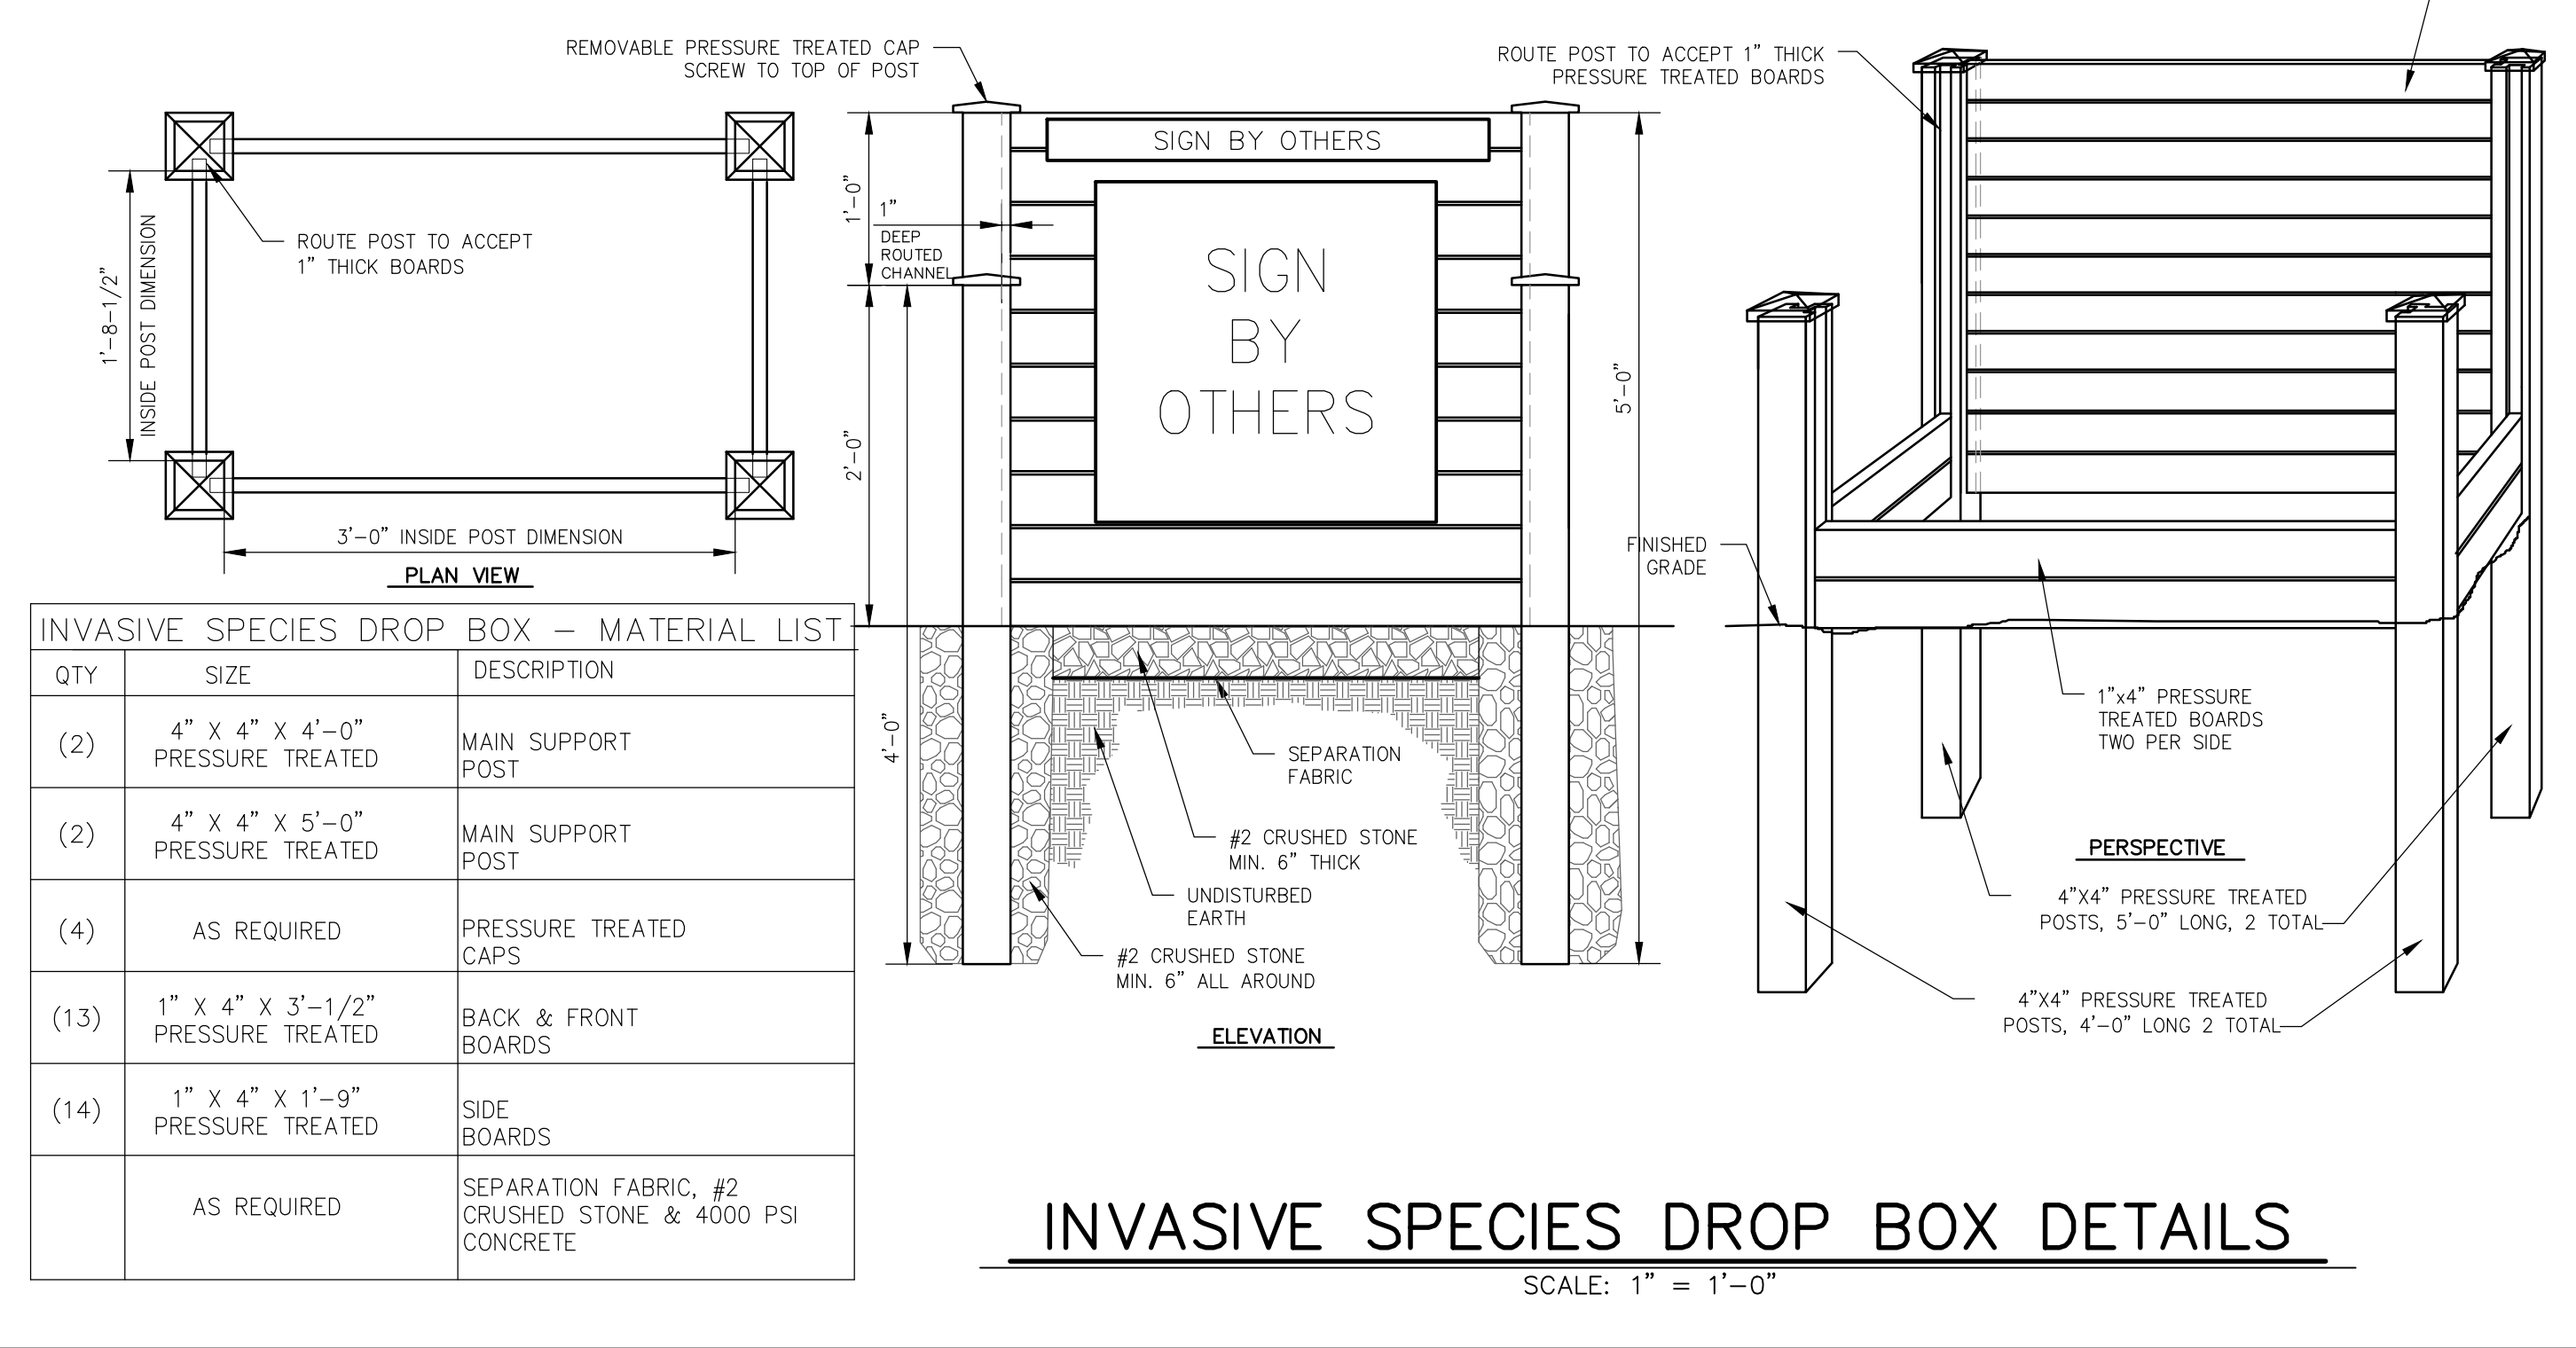 REMOVABLE PRESSURE TREATED CAP
SCREW TO TOP OF POST
ROUTE POST TO ACCEPT 1" THICK
PRESSURE TREATED BOARDS
ROUTE POST TO ACCEPT
1" THICK BOARDS
1'-8-1/2"
INSIDE POST DIMENSION
3'-0" INSIDE POST DIMENSION
PLAN VIEW
SIGN BY OTHERS
SIGN
BY
OTHERS
1'-0"
1"
DEEP
ROUTED
CHANNEL
2'-0"
4'-0"
5'-0"
SEPARATION
FABRIC
#2 CRUSHED STONE
MIN. 6" THICK
UNDISTURBED
EARTH
#2 CRUSHED STONE
MIN. 6" ALL AROUND
ELEVATION
FINISHED
GRADE
1"x4" PRESSURE
TREATED BOARDS
TWO PER SIDE
PERSPECTIVE
4"X4" PRESSURE TREATED
POSTS, 5'-0" LONG, 2 TOTAL
4"X4" PRESSURE TREATED
POSTS, 4'-0" LONG 2 TOTAL
INVASIVE SPECIES DROP BOX - MATERIAL LIST
QTY SIZE DESCRIPTION
(2) 4" X 4" X 4'-0"
PRESSURE TREATED
MAIN SUPPORT
POST
(2) 4" X 4" X 5'-0"
PRESSURE TREATED
MAIN SUPPORT
POST
(4) AS REQUIRED
PRESSURE TREATED
CAPS
(13) 1" X 4" X 3'-1/2"
PRESSURE TREATED
BACK & FRONT
BOARDS
(14) 1" X 4" X 1'-9"
PRESSURE TREATED
SIDE
BOARDS
AS REQUIRED
SEPARATION FABRIC, #2
CRUSHED STONE & 4000 PSI
CONCRETE
INVASIVE SPECIES DROP BOX DETAILS
SCALE: 1" = 1'-0"